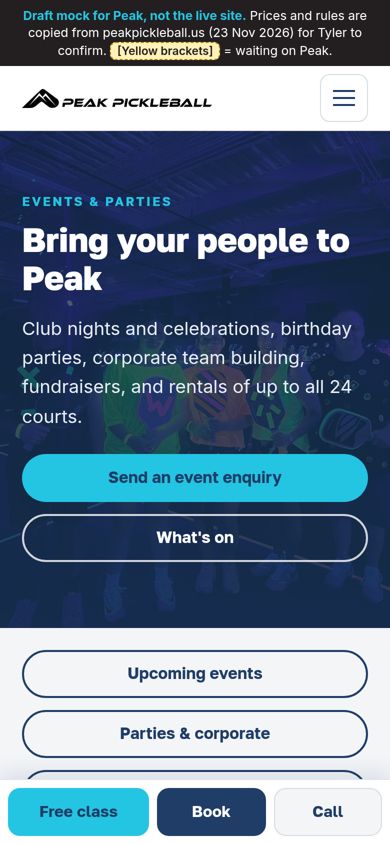 Draft mock for Peak, not the live site. Prices and rules are
copied from peakpickleball.us (23 Nov 2026) for Tyler to
confirm. [Yellow brackets] = waiting on Peak.
PEAK PICKLEBALL
EVENTS & PARTIES
Bring your people to
Peak
Club nights and celebrations, birthday
parties, corporate team building,
fundraisers, and rentals of up to all 24
courts.
Send an event enquiry
What's on
Upcoming events
Parties & corporate
Free class
Book
Call